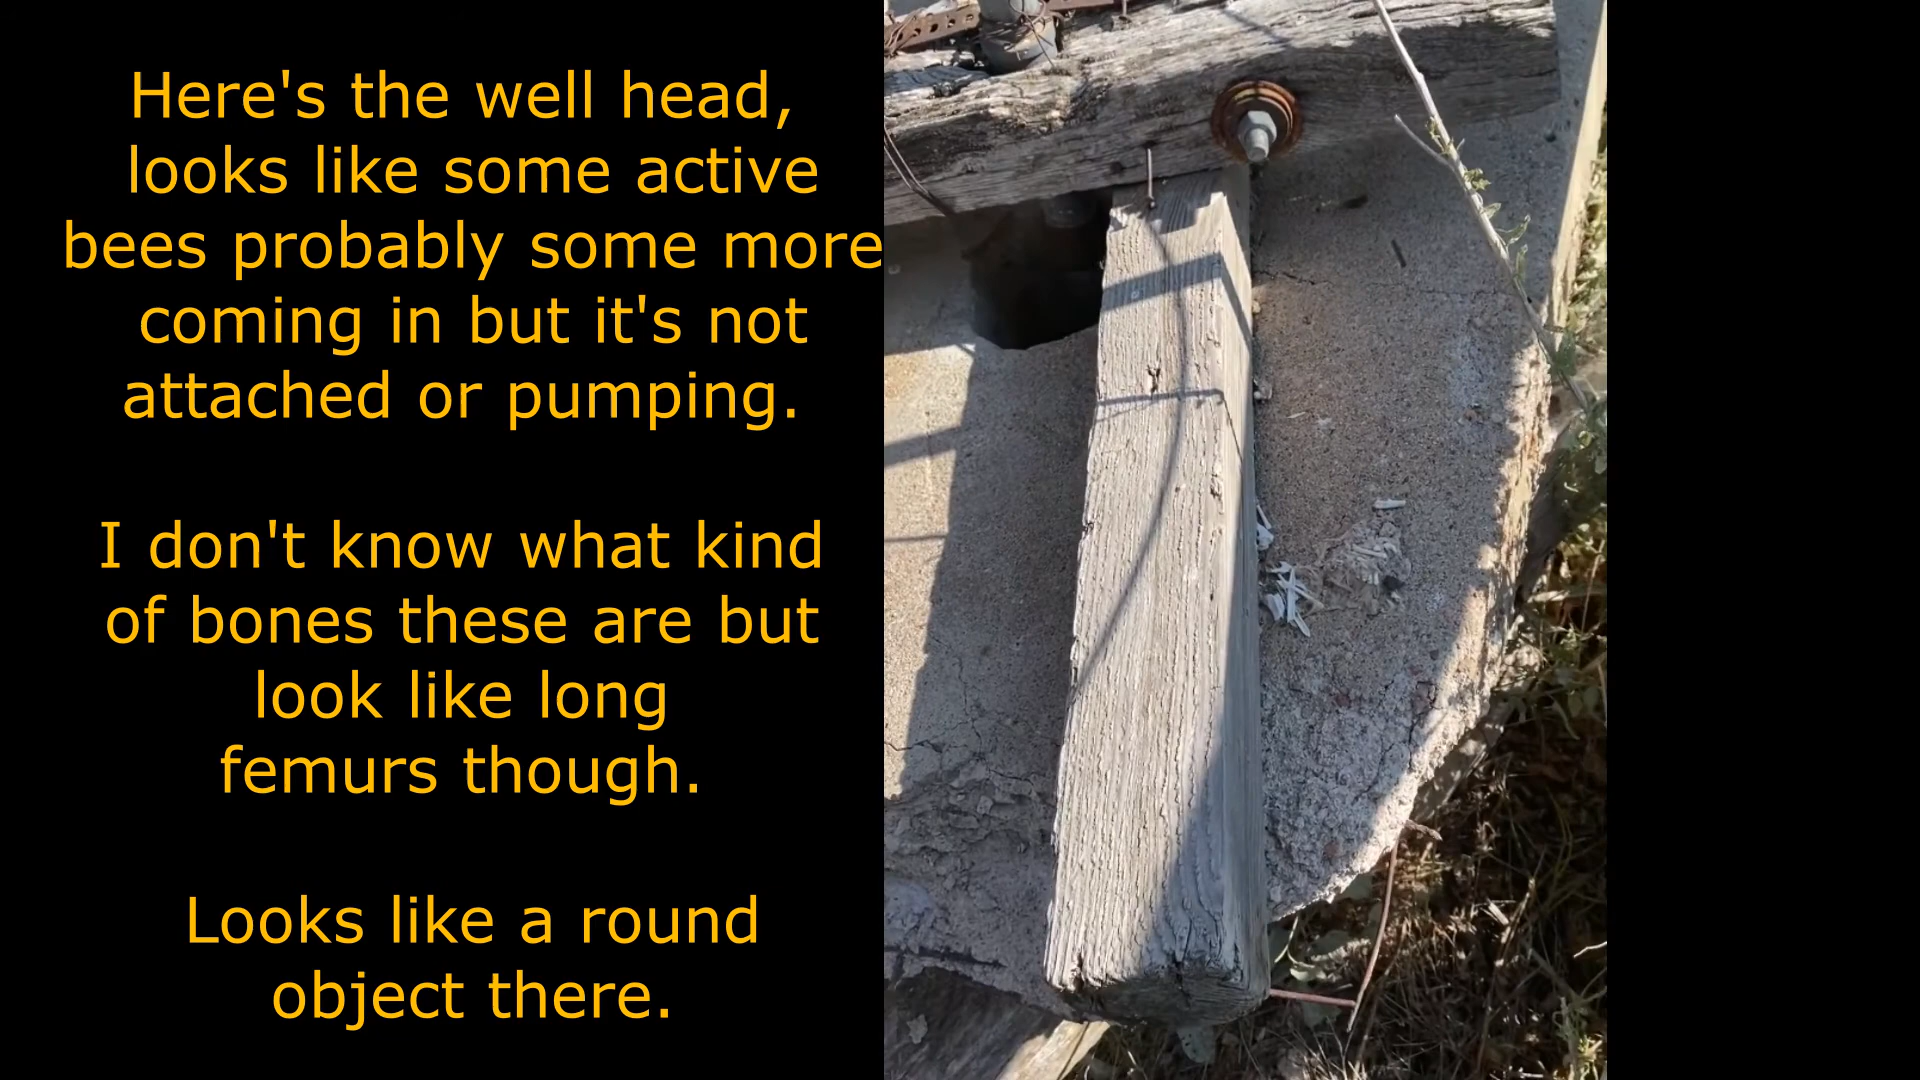 Here's the well head,
looks like some active
bees probably some more
coming in but it's not
attached or pumping.
I don't know what kind
of bones these are but
look like long
femurs though.
Looks like a round
object there.